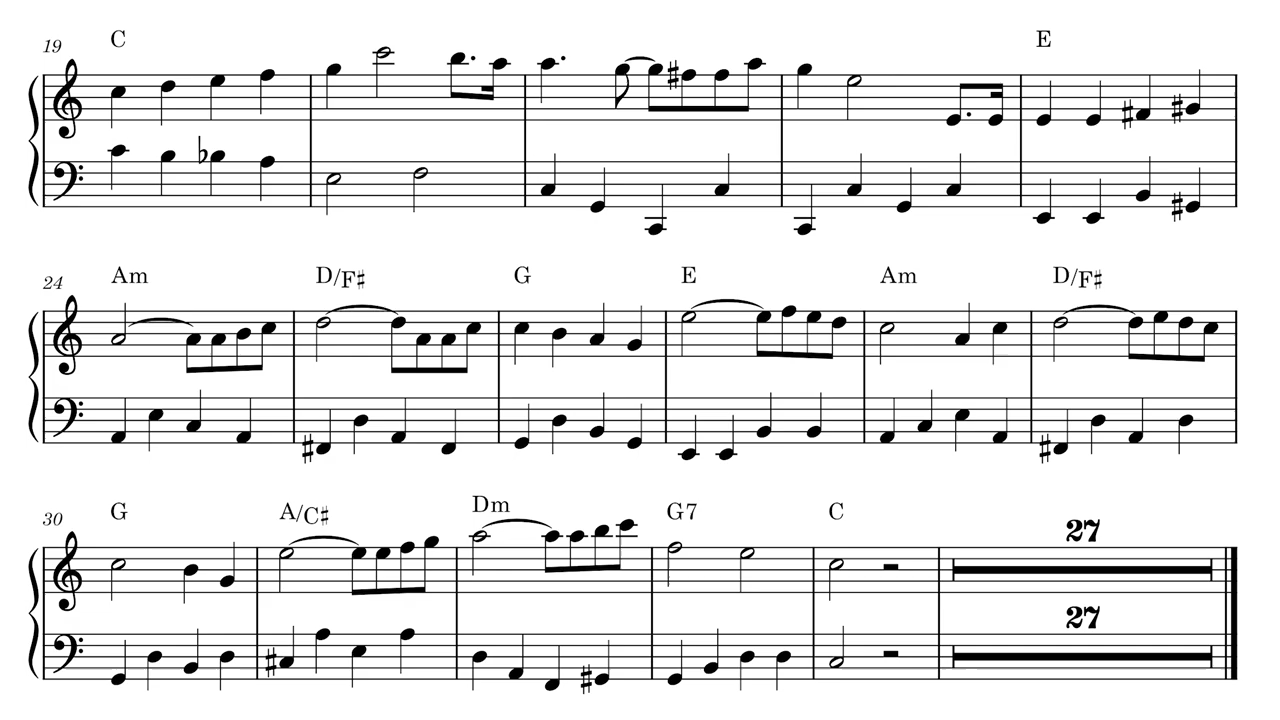 19 C E
24 Am D/F♯ G E Am D/F♯
30 G A/C♯ Dm G7 C 27
27